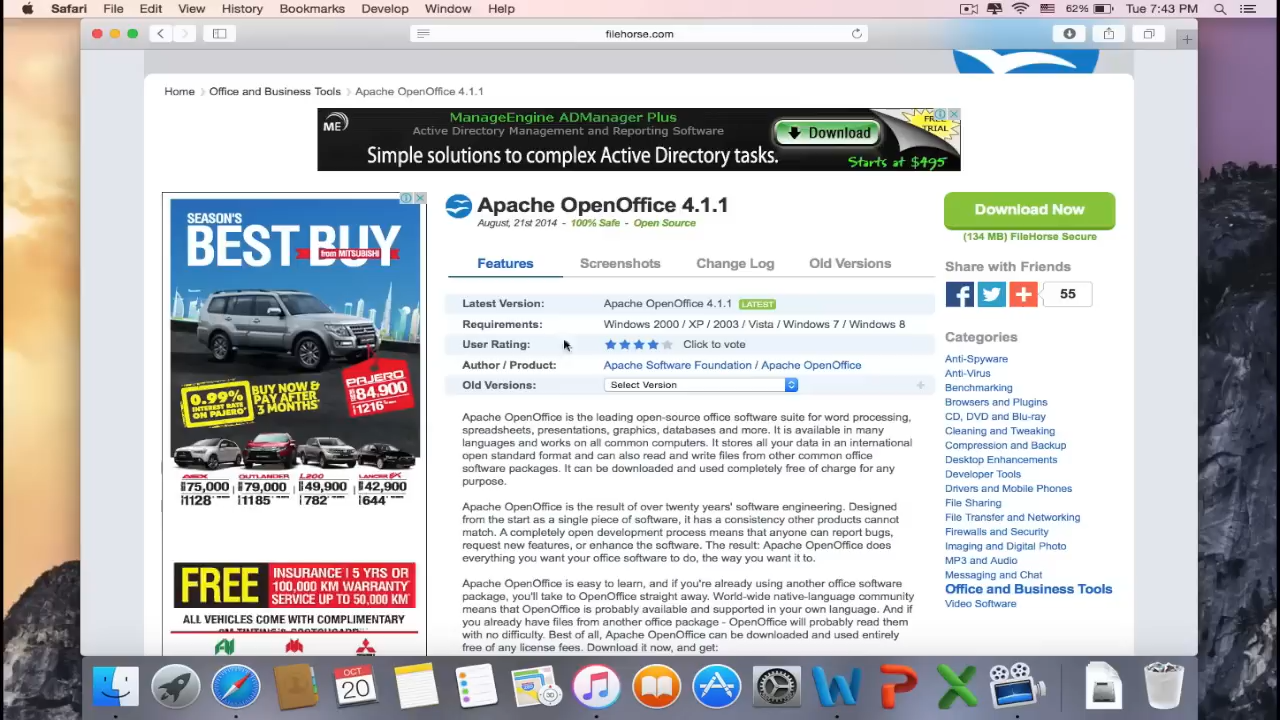 Safari File Edit View History Bookmarks Develop Window Help 62% Tue 7:43 PM
filehorse.com
Home Office and Business Tools Apache OpenOffice 4.1.1
ME
ManageEngine ADManager Plus
Active Directory Management and Reporting Software
Simple solutions to complex Active Directory tasks.
Download
FREE
TRIAL
Starts at $495
SEASON'S
BEST BUY
from MITSUBISHI
0.99%
INTEREST RATE
ON PAJERO*
BUY NOW &
PAY AFTER
3 MONTHS*
PAJERO
84,900
1216*
OUTLANDER
L200
LANCER EX
75,000
79,000
49,900
42,900
1128*
1185*
782*
644*
FREE
INSURANCE | 5 YRS OR
100,000 KM WARRANTY
SERVICE UP TO 50,000 KM*
ALL VEHICLES COME WITH COMPLIMENTARY
Apache OpenOffice 4.1.1
August, 21st 2014 - 100% Safe - Open Source
Features Screenshots Change Log Old Versions
Latest Version: Apache OpenOffice 4.1.1 LATEST
Requirements: Windows 2000 / XP / 2003 / Vista / Windows 7 / Windows 8
User Rating: Click to vote
Author / Product: Apache Software Foundation / Apache OpenOffice
Old Versions: Select Version
Apache OpenOffice is the leading open-source office software suite for word processing,
spreadsheets, presentations, graphics, databases and more. It is available in many
languages and works on all common computers. It stores all your data in an international
open standard format and can also read and write files from other common office
software packages. It can be downloaded and used completely free of charge for any
purpose.
Apache OpenOffice is the result of over twenty years' software engineering. Designed
from the start as a single piece of software, it has a consistency other products cannot
match. A completely open development process means that anyone can report bugs,
request new features, or enhance the software. The result: Apache OpenOffice does
everything you want your office software to do, the way you want it to.
Apache OpenOffice is easy to learn, and if you're already using another office software
package, you'll take to OpenOffice straight away. World-wide native-language community
means that OpenOffice is probably available and supported in your own language. And if
you already have files from another office package - OpenOffice will probably read them
with no difficulty. Best of all, Apache OpenOffice can be downloaded and used entirely
free of any license fees. Download it now, and get:
Download Now
(134 MB) FileHorse Secure
Share with Friends
55
Categories
Anti-Spyware
Anti-Virus
Benchmarking
Browsers and Plugins
CD, DVD and Blu-ray
Cleaning and Tweaking
Compression and Backup
Desktop Enhancements
Developer Tools
Drivers and Mobile Phones
File Sharing
File Transfer and Networking
Firewalls and Security
Imaging and Digital Photo
MP3 and Audio
Messaging and Chat
Office and Business Tools
Video Software
OCT
20